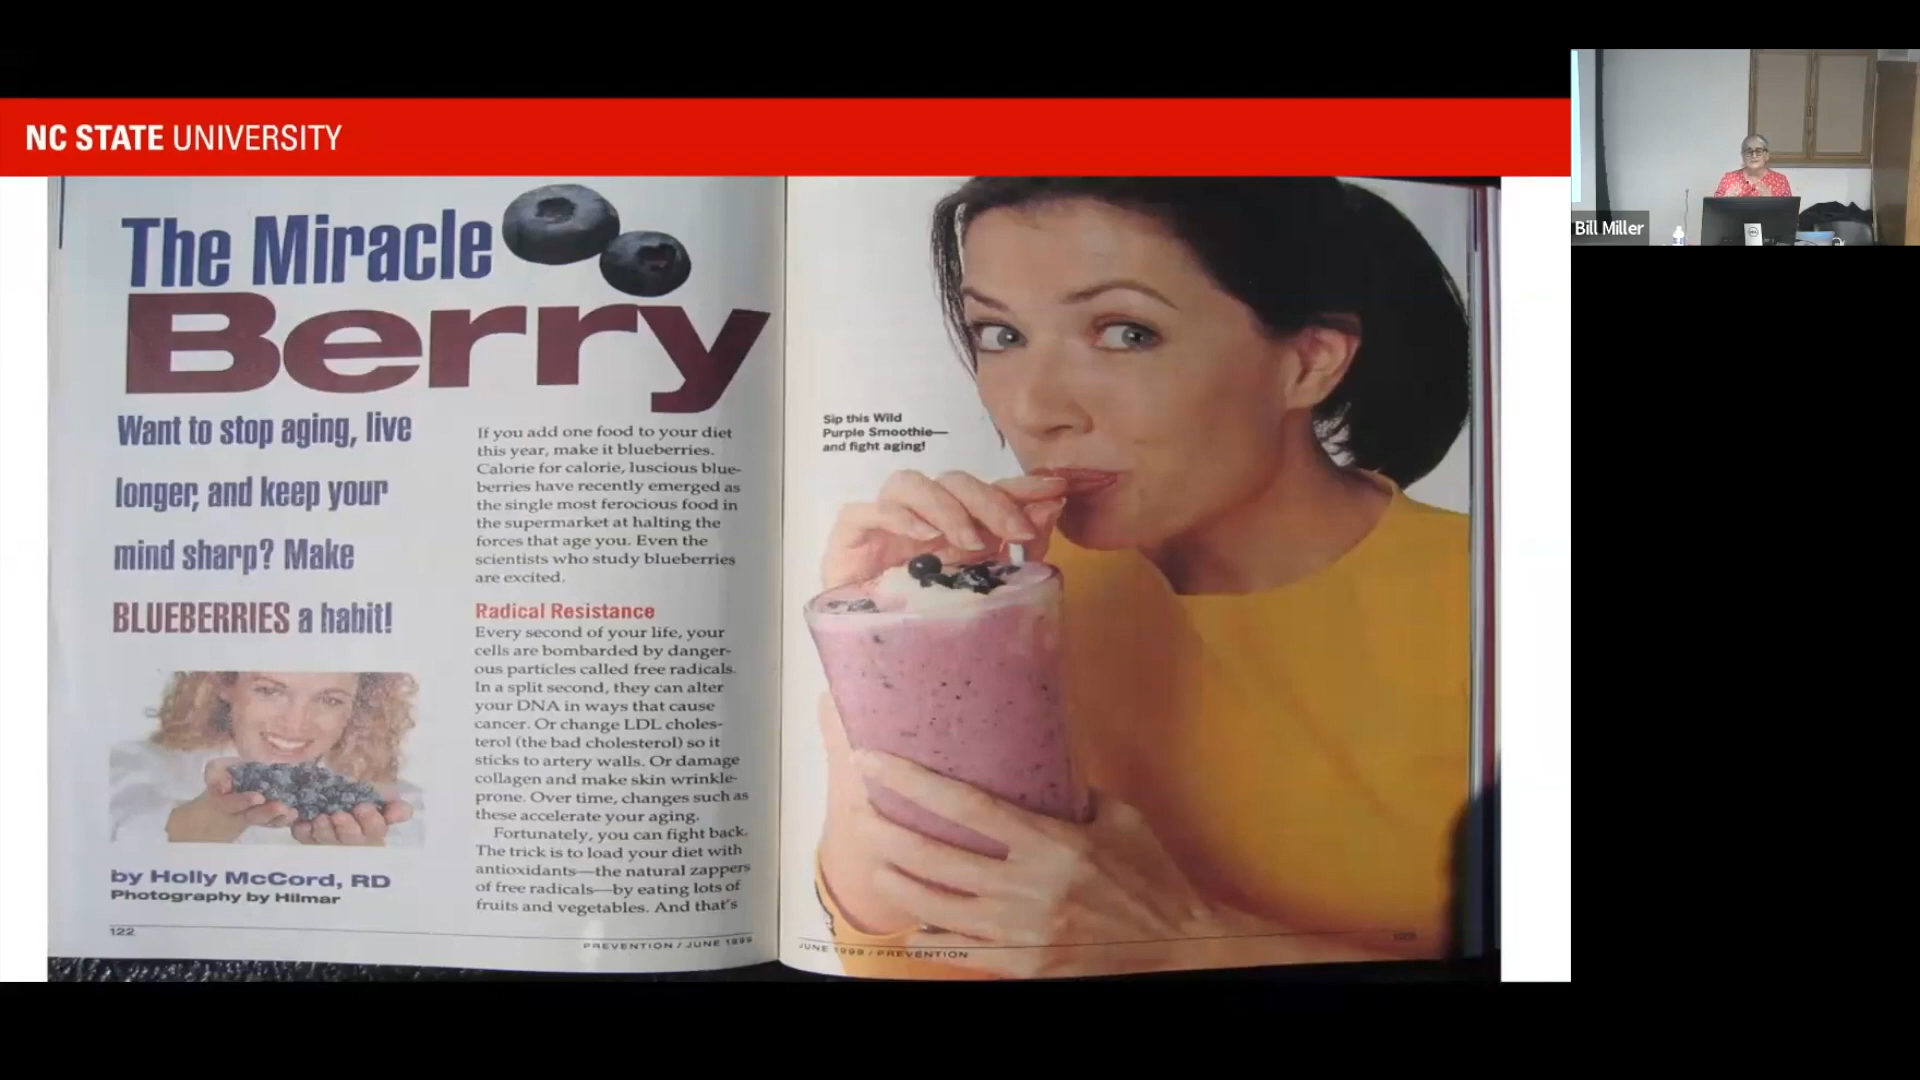 NC STATE UNIVERSITY
The Miracle
Berry
Want to stop aging, live
longer, and keep your
mind sharp? Make
BLUEBERRIES a habit!
by Holly McCord, RD
Photography by Hilmar
If you add one food to your diet
this year, make it blueberries.
Calorie for calorie, luscious blue-
berries have recently emerged as
the single most ferocious food in
the supermarket at halting the
forces that age you. Even the
scientists who study blueberries
are excited.
Radical Resistance
Every second of your life, your
cells are bombarded by danger-
ous particles called free radicals.
In a split second, they can alter
your DNA in ways that cause
cancer. Or change LDL choles-
terol (the bad cholesterol) so it
sticks to artery walls. Or damage
collagen and make skin wrinkle-
prone. Over time, changes such as
these accelerate your aging.
Fortunately, you can fight back.
The trick is to load your diet with
antioxidants—the natural zappers
of free radicals—by eating lots of
fruits and vegetables. And that's
122
PREVENTION / JUNE 1999
Sip this Wild
Purple Smoothie—
and fight aging!
JUNE 1999 / PREVENTION
Bill Miller